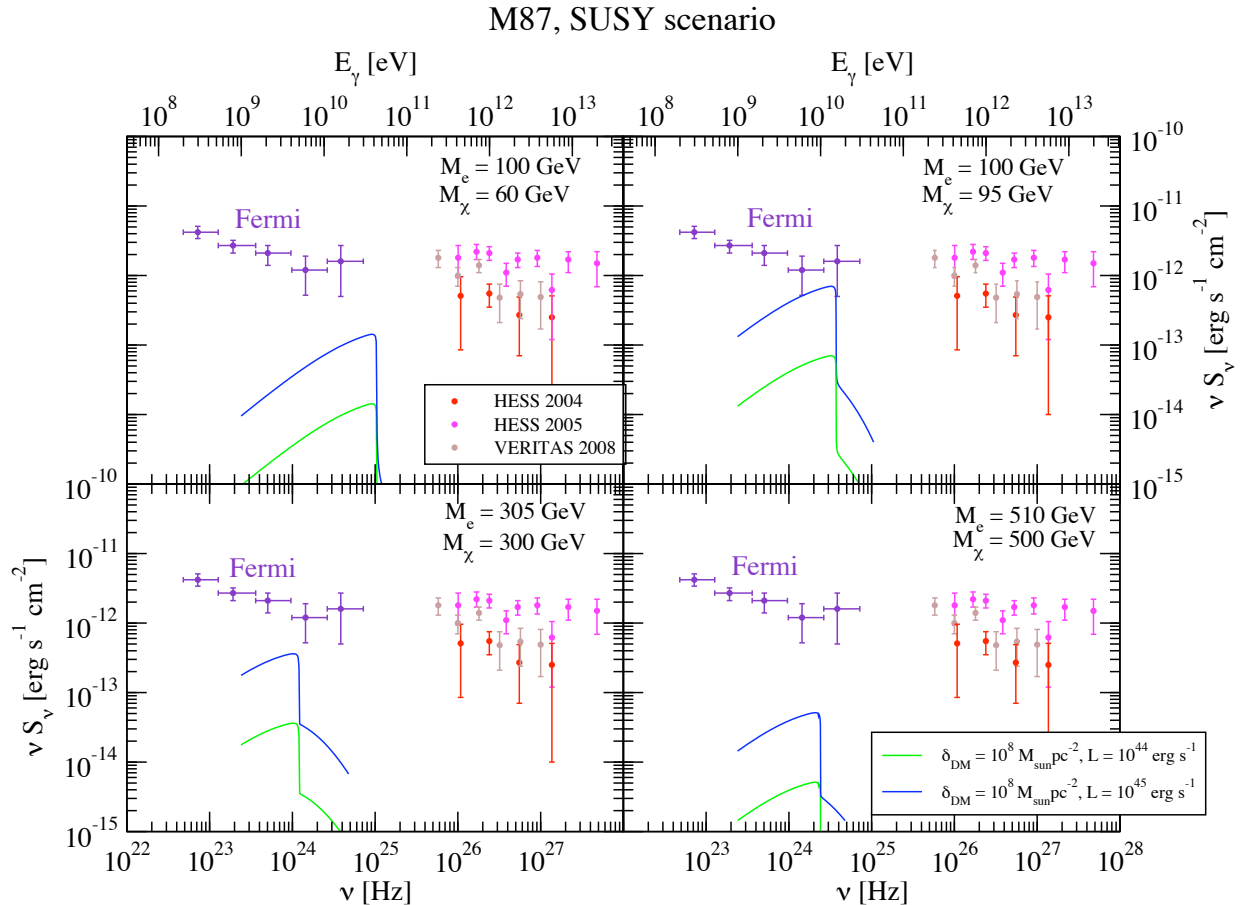 M87, SUSY scenario
E_γ [eV]
E_γ [eV]
10^8 10^9 10^10 10^11 10^12 10^13
10^8 10^9 10^10 10^11 10^12 10^13
M_e = 100 GeV
M_χ = 60 GeV
Fermi
HESS 2004
HESS 2005
VERITAS 2008
M_e = 100 GeV
M_χ = 95 GeV
Fermi
10^-10
10^-11
10^-12
10^-13
10^-14
10^-15
ν S_ν [erg s^-1 cm^-2]
10^-10
10^-11
10^-12
10^-13
10^-14
10^-15
ν S_ν [erg s^-1 cm^-2]
M_e = 305 GeV
M_χ = 300 GeV
Fermi
M_e = 510 GeV
M_χ = 500 GeV
Fermi
δ_DM = 10^8 M_sun pc^-2, L = 10^44 erg s^-1
δ_DM = 10^8 M_sun pc^-2, L = 10^45 erg s^-1
10^22 10^23 10^24 10^25 10^26 10^27
10^23 10^24 10^25 10^26 10^27 10^28
ν [Hz]
ν [Hz]